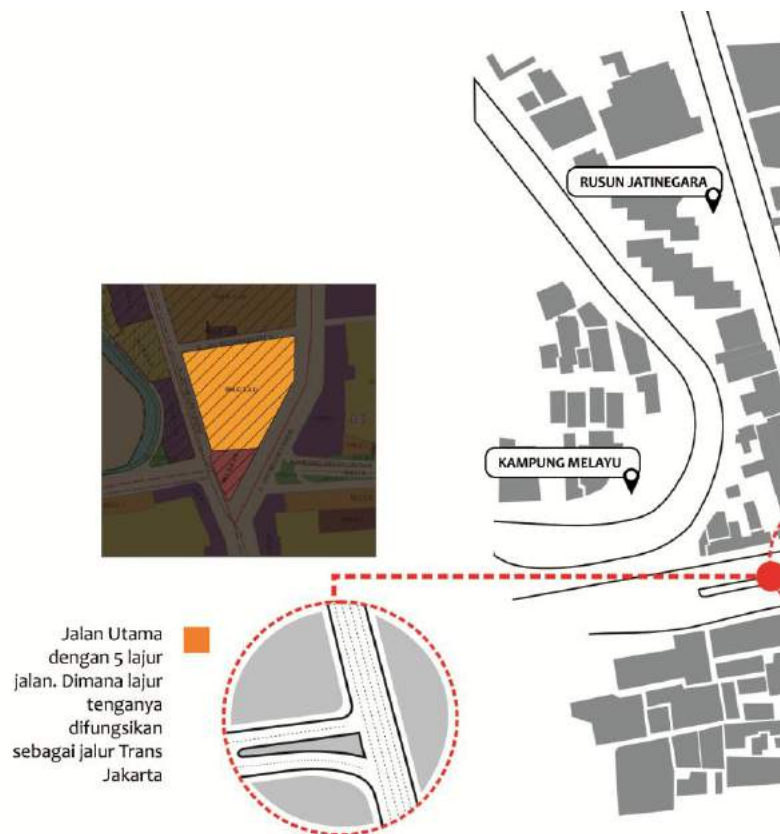 RUSUN JATINEGARA
KAMPUNG MELAYU
Jalan Utama
dengan 5 lajur
jalan. Dimana lajur
tenganya
difungsikan
sebagai jalur Trans
Jakarta